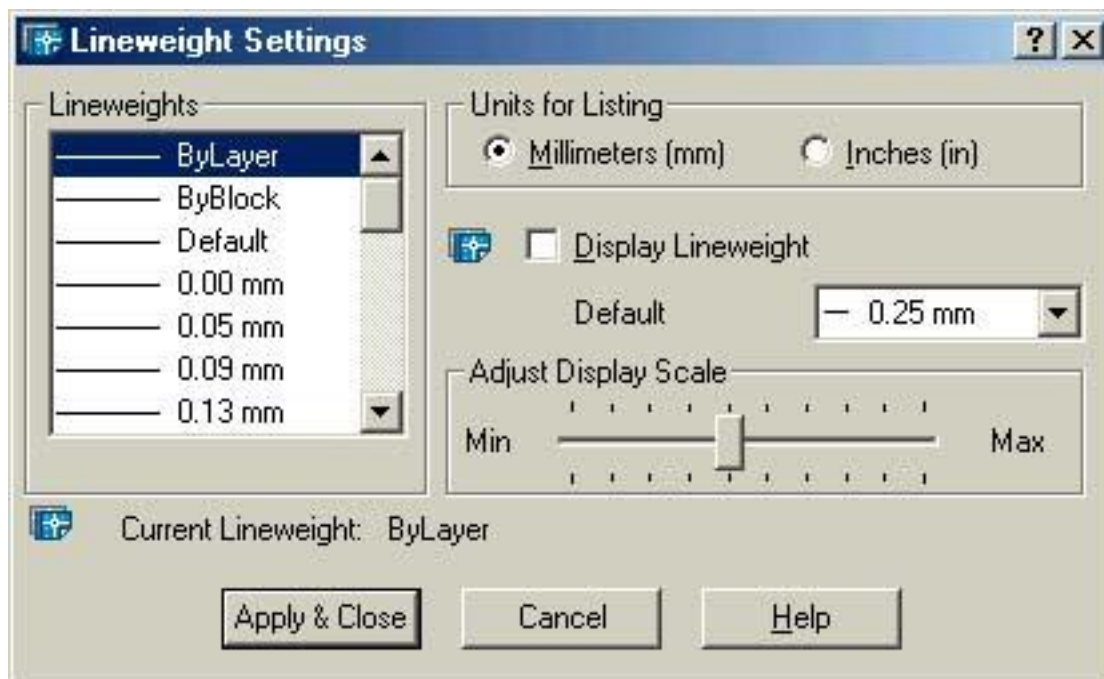 Lineweight Settings
Lineweights
ByLayer
ByBlock
Default
0.00 mm
0.05 mm
0.09 mm
0.13 mm
Units for Listing
Millimeters (mm)
Inches (in)
Display Lineweight
Default
0.25 mm
Adjust Display Scale
Min
Max
Current Lineweight: ByLayer
Apply & Close
Cancel
Help